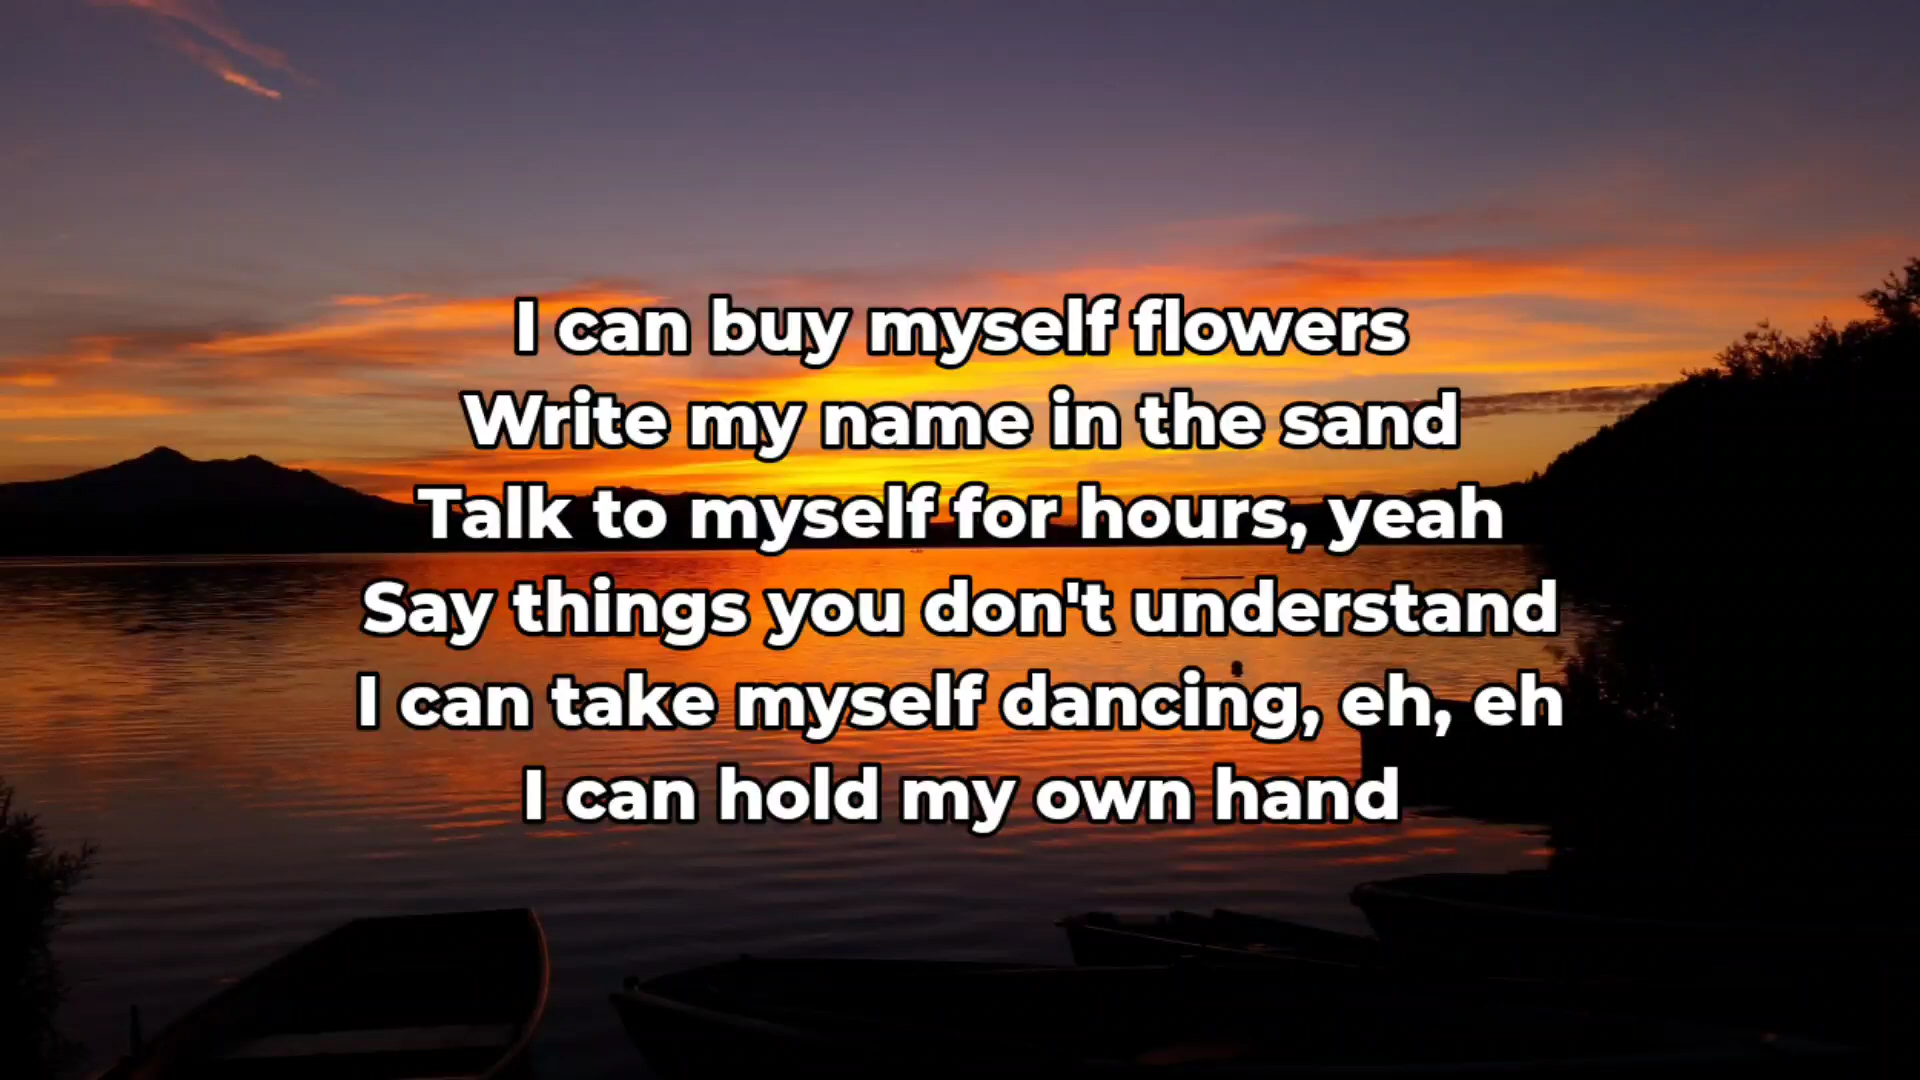 I can buy myself flowers
Write my name in the sand
Talk to myself for hours, yeah
Say things you don't understand
I can take myself dancing, eh, eh
I can hold my own hand